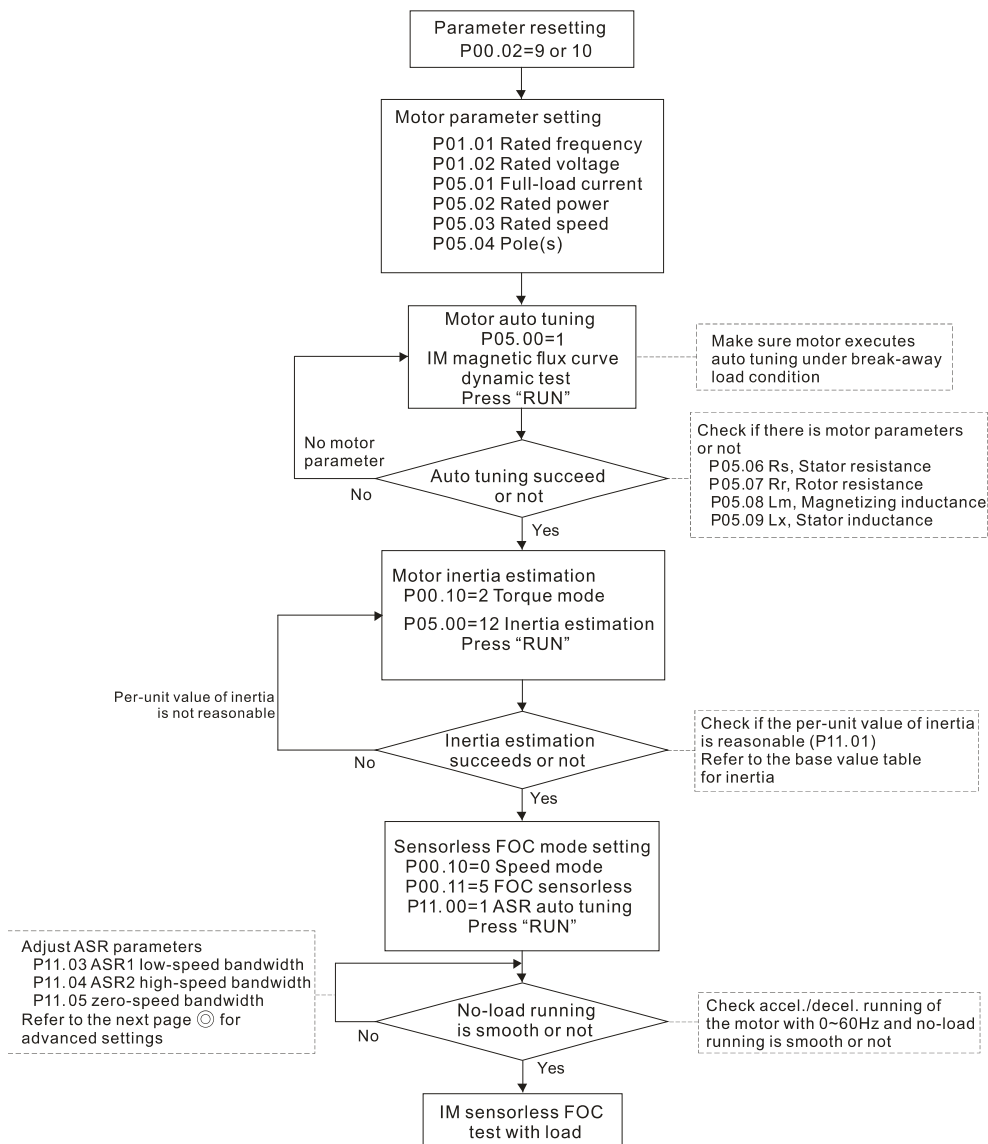 Parameter resetting
P00.02=9 or 10
Motor parameter setting
P01.01 Rated frequency
P01.02 Rated voltage
P05.01 Full-load current
P05.02 Rated power
P05.03 Rated speed
P05.04 Pole(s)
Motor auto tuning
P05.00=1
IM magnetic flux curve
dynamic test
Press “RUN”
Make sure motor executes
auto tuning under break-away
load condition
No motor
parameter
No
Auto tuning succeed
or not
Yes
Check if there is motor parameters
or not
P05.06 Rs, Stator resistance
P05.07 Rr, Rotor resistance
P05.08 Lm, Magnetizing inductance
P05.09 Lx, Stator inductance
Motor inertia estimation
P00.10=2 Torque mode
P05.00=12 Inertia estimation
Press “RUN”
Per-unit value of inertia
is not reasonable
No
Inertia estimation
succeeds or not
Yes
Check if the per-unit value of inertia
is reasonable (P11.01)
Refer to the base value table
for inertia
Sensorless FOC mode setting
P00.10=0 Speed mode
P00.11=5 FOC sensorless
P11.00=1 ASR auto tuning
Press “RUN”
Adjust ASR parameters
P11.03 ASR1 low-speed bandwidth
P11.04 ASR2 high-speed bandwidth
P11.05 zero-speed bandwidth
Refer to the next page ◎ for
advanced settings
No
No-load running
is smooth or not
Yes
Check accel./decel. running of
the motor with 0~60Hz and no-load
running is smooth or not
IM sensorless FOC
test with load